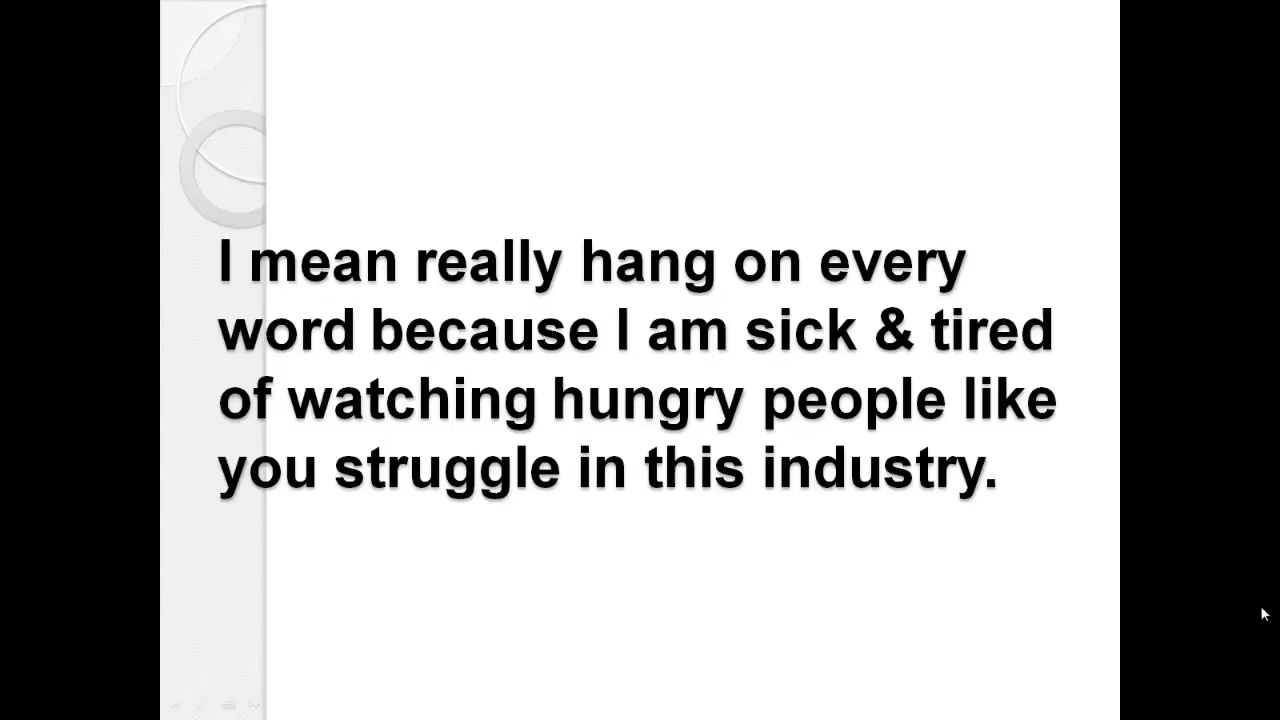 I mean really hang on every
word because I am sick & tired
of watching hungry people like
you struggle in this industry.